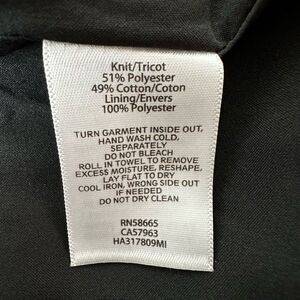 Knit/Tricot
51% Polyester
49% Cotton/Coton
Lining/Envers
100% Polyester
TURN GARMENT INSIDE OUT,
HAND WASH COLD,
SEPARATELY
DO NOT BLEACH
ROLL IN TOWEL TO REMOVE
EXCESS MOISTURE, RESHAPE,
LAY FLAT TO DRY
COOL IRON, WRONG SIDE OUT
IF NEEDED
DO NOT DRY CLEAN
RN58665
CA57963
HA317809MI